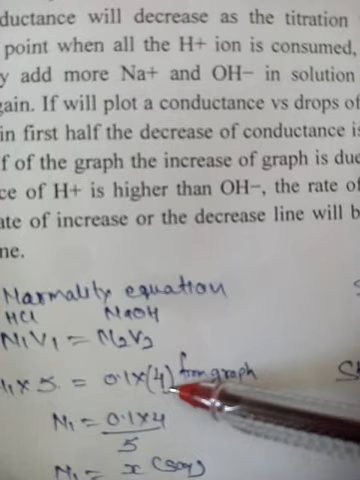 ductance will decrease as the titration
point when all the H+ ion is consumed,
y add more Na+ and OH− in solution
gain. If will plot a conductance vs drops of
in first half the decrease of conductance is
f of the graph the increase of graph is due
ce of H+ is higher than OH−, the rate of
ate of increase or the decrease line will b
ne.
Normality equation
HCl NaOH
N1V1 = N2V2
N1 x 5 = 0.1 x (4) from graph
N1 = 0.1 x 4
5
N1 = x (say)